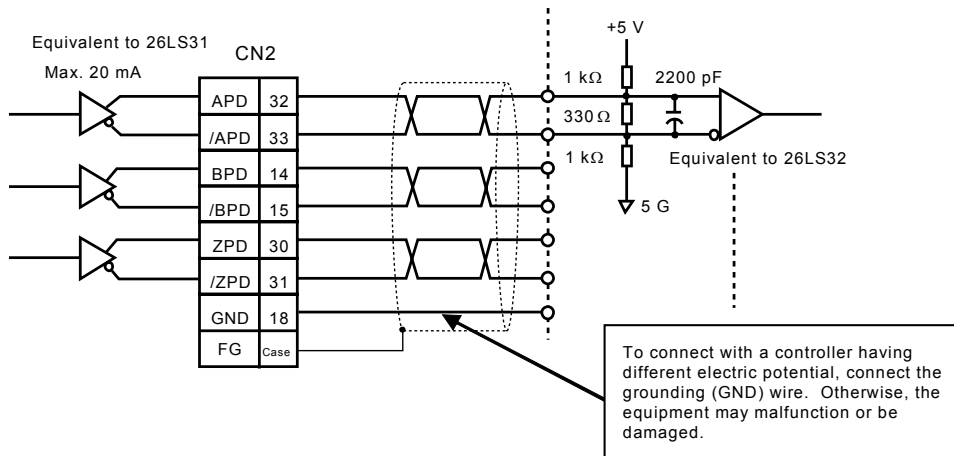 Equivalent to 26LS31
Max. 20 mA
CN2
APD 32
/APD 33
BPD 14
/BPD 15
ZPD 30
/ZPD 31
GND 18
FG Case
+5 V
1 kΩ
2200 pF
330 Ω
1 kΩ
Equivalent to 26LS32
5 G
To connect with a controller having
different electric potential, connect the
grounding (GND) wire. Otherwise, the
equipment may malfunction or be
damaged.